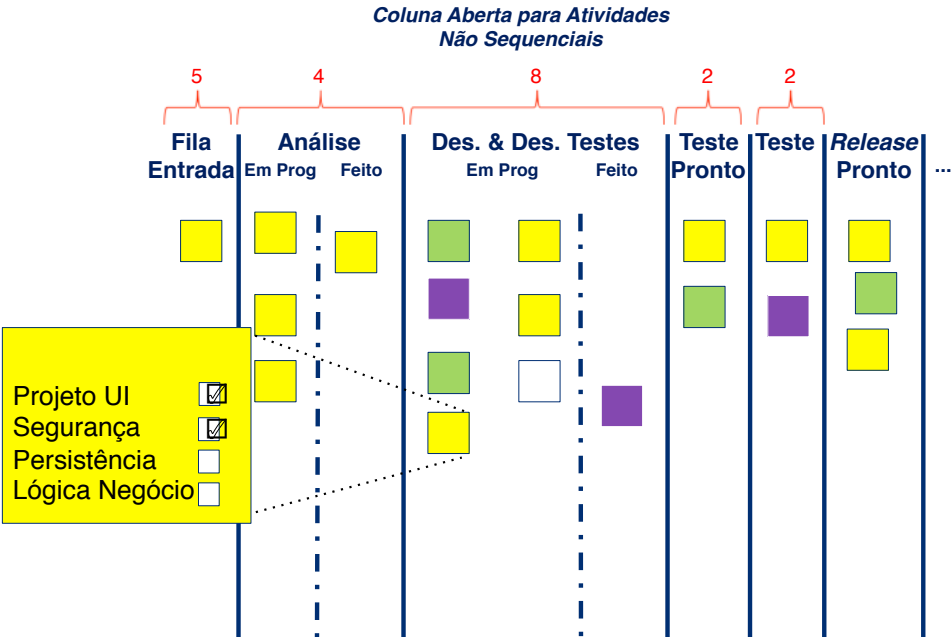 Coluna Aberta para Atividades
Não Sequenciais
5 4 8 2 2
Fila Entrada
Análise
Em Prog Feito
Des. & Des. Testes
Em Prog Feito
Teste Pronto
Teste
Release Pronto
...
Projeto UI
Segurança
Persistência
Lógica Negócio